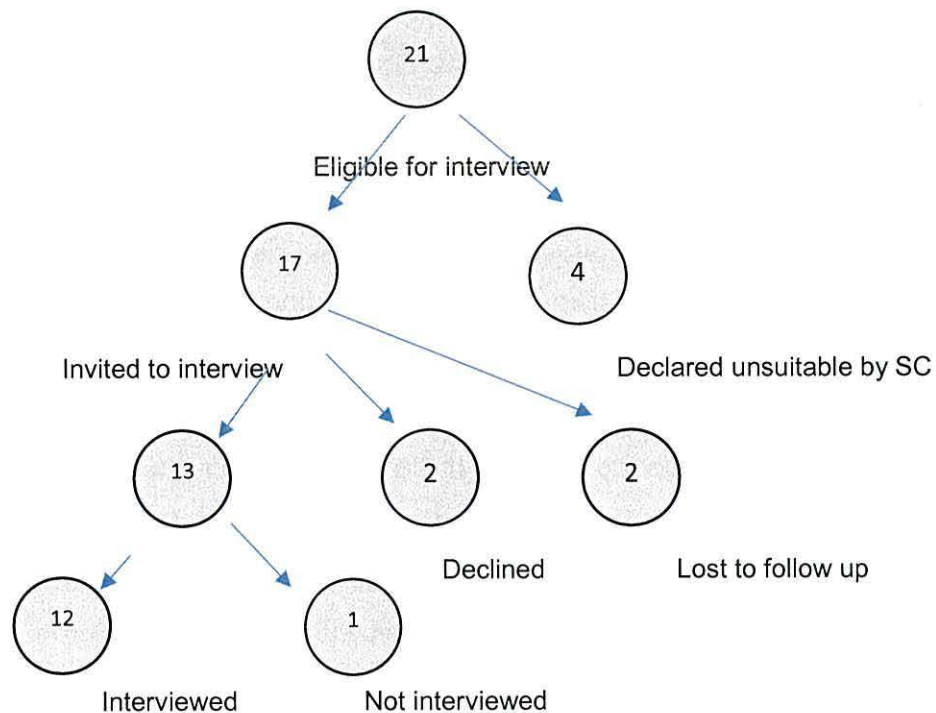 21
Eligible for interview
17
4
Invited to interview
Declared unsuitable by SC
13
2
2
Declined
Lost to follow up
12
1
Interviewed
Not interviewed